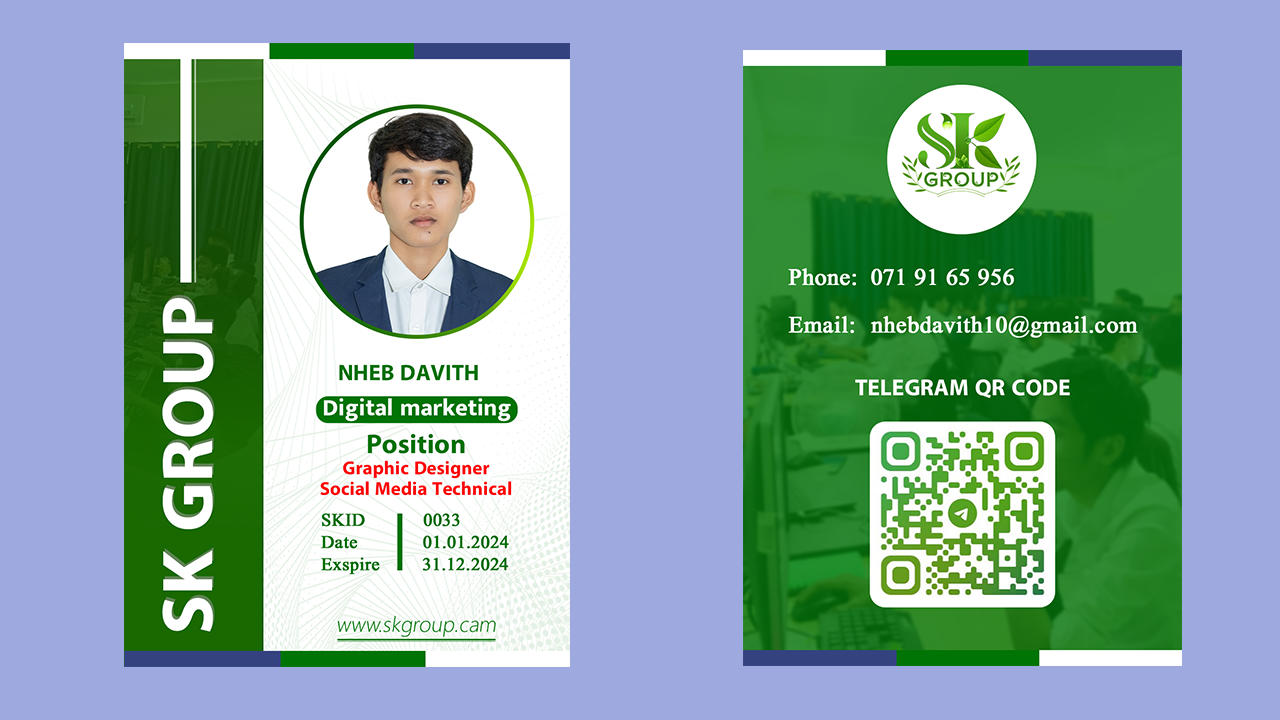 SK GROUP
NHEB DAVITH
Digital marketing
Position
Graphic Designer
Social Media Technical
SKID 0033
Date 01.01.2024
Exspire 31.12.2024
www.skgroup.cam
SK
GROUP
Phone: 071 91 65 956
Email: nhebdavith10@gmail.com
TELEGRAM QR CODE